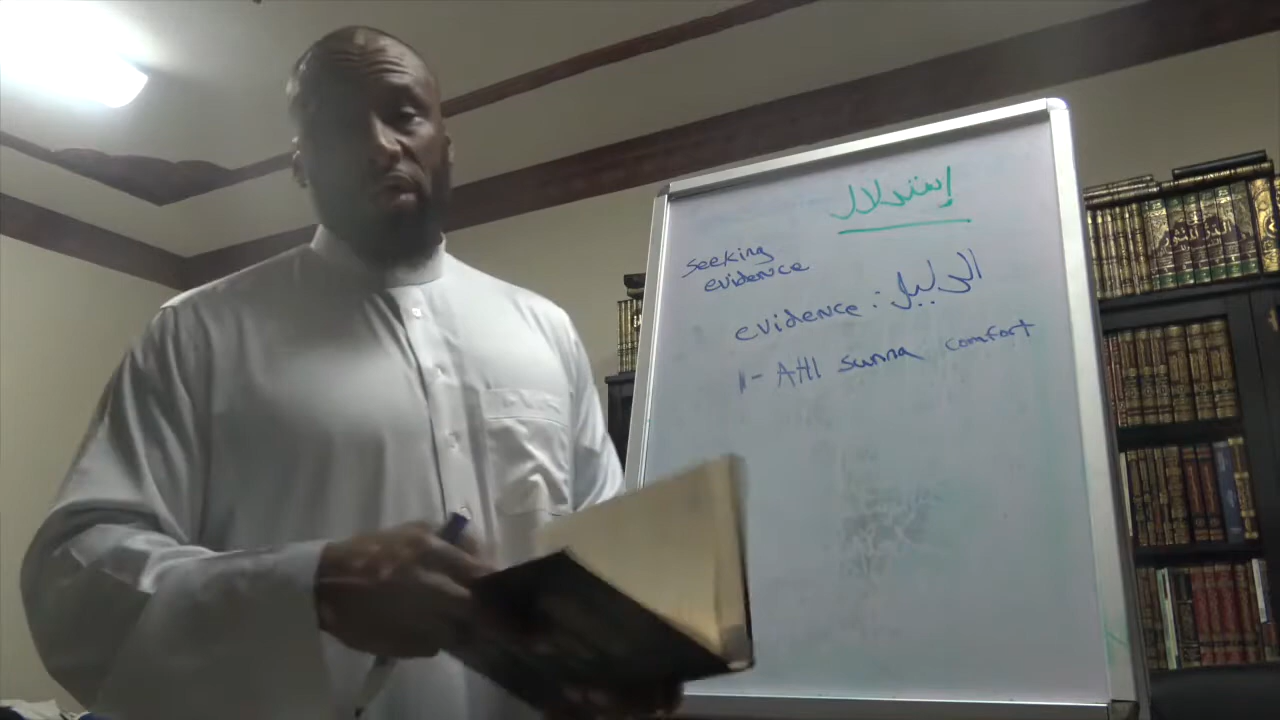 إستدلال
seeking
evidence
evidence : الدليل
1- Ahl sunna comfort